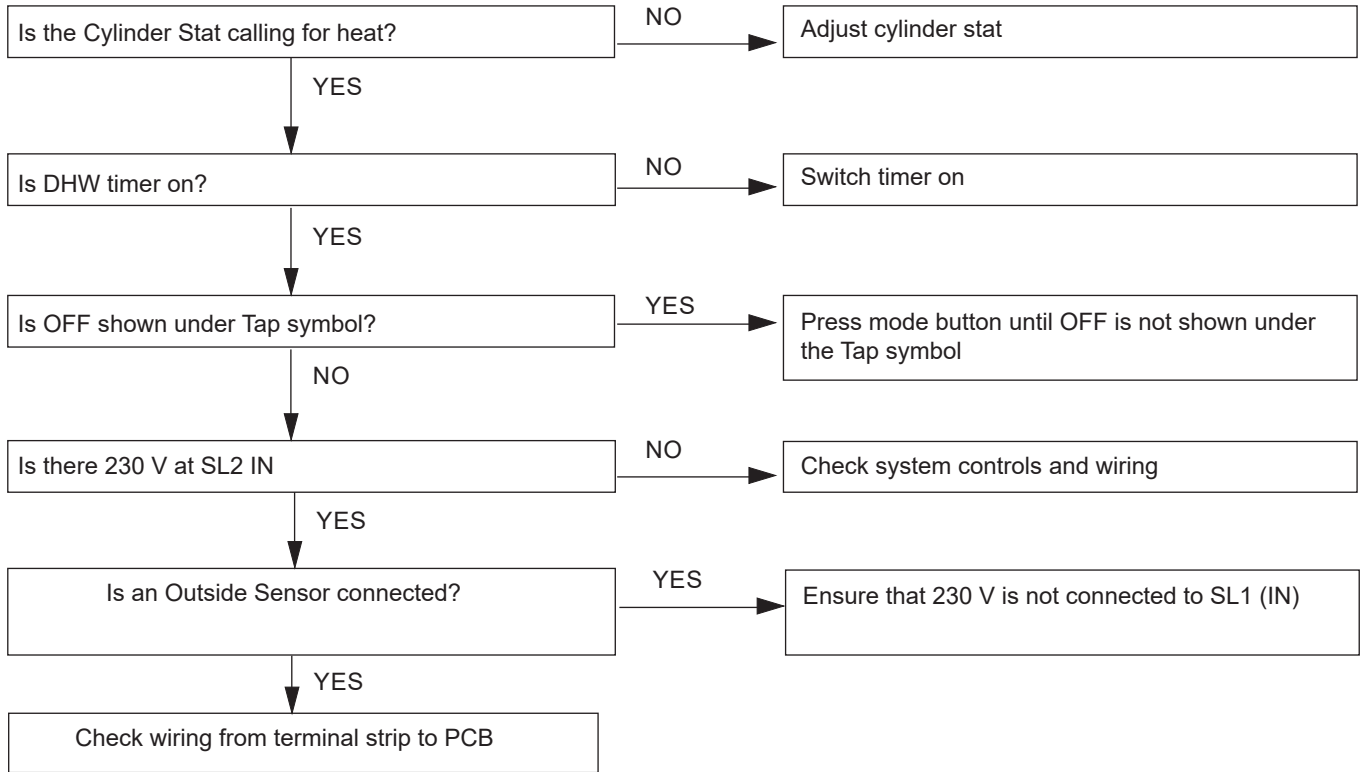 Is the Cylinder Stat calling for heat?
NO
Adjust cylinder stat
YES
Is DHW timer on?
NO
Switch timer on
YES
Is OFF shown under Tap symbol?
YES
Press mode button until OFF is not shown under
the Tap symbol
NO
Is there 230 V at SL2 IN
NO
Check system controls and wiring
YES
Is an Outside Sensor connected?
YES
Ensure that 230 V is not connected to SL1 (IN)
YES
Check wiring from terminal strip to PCB